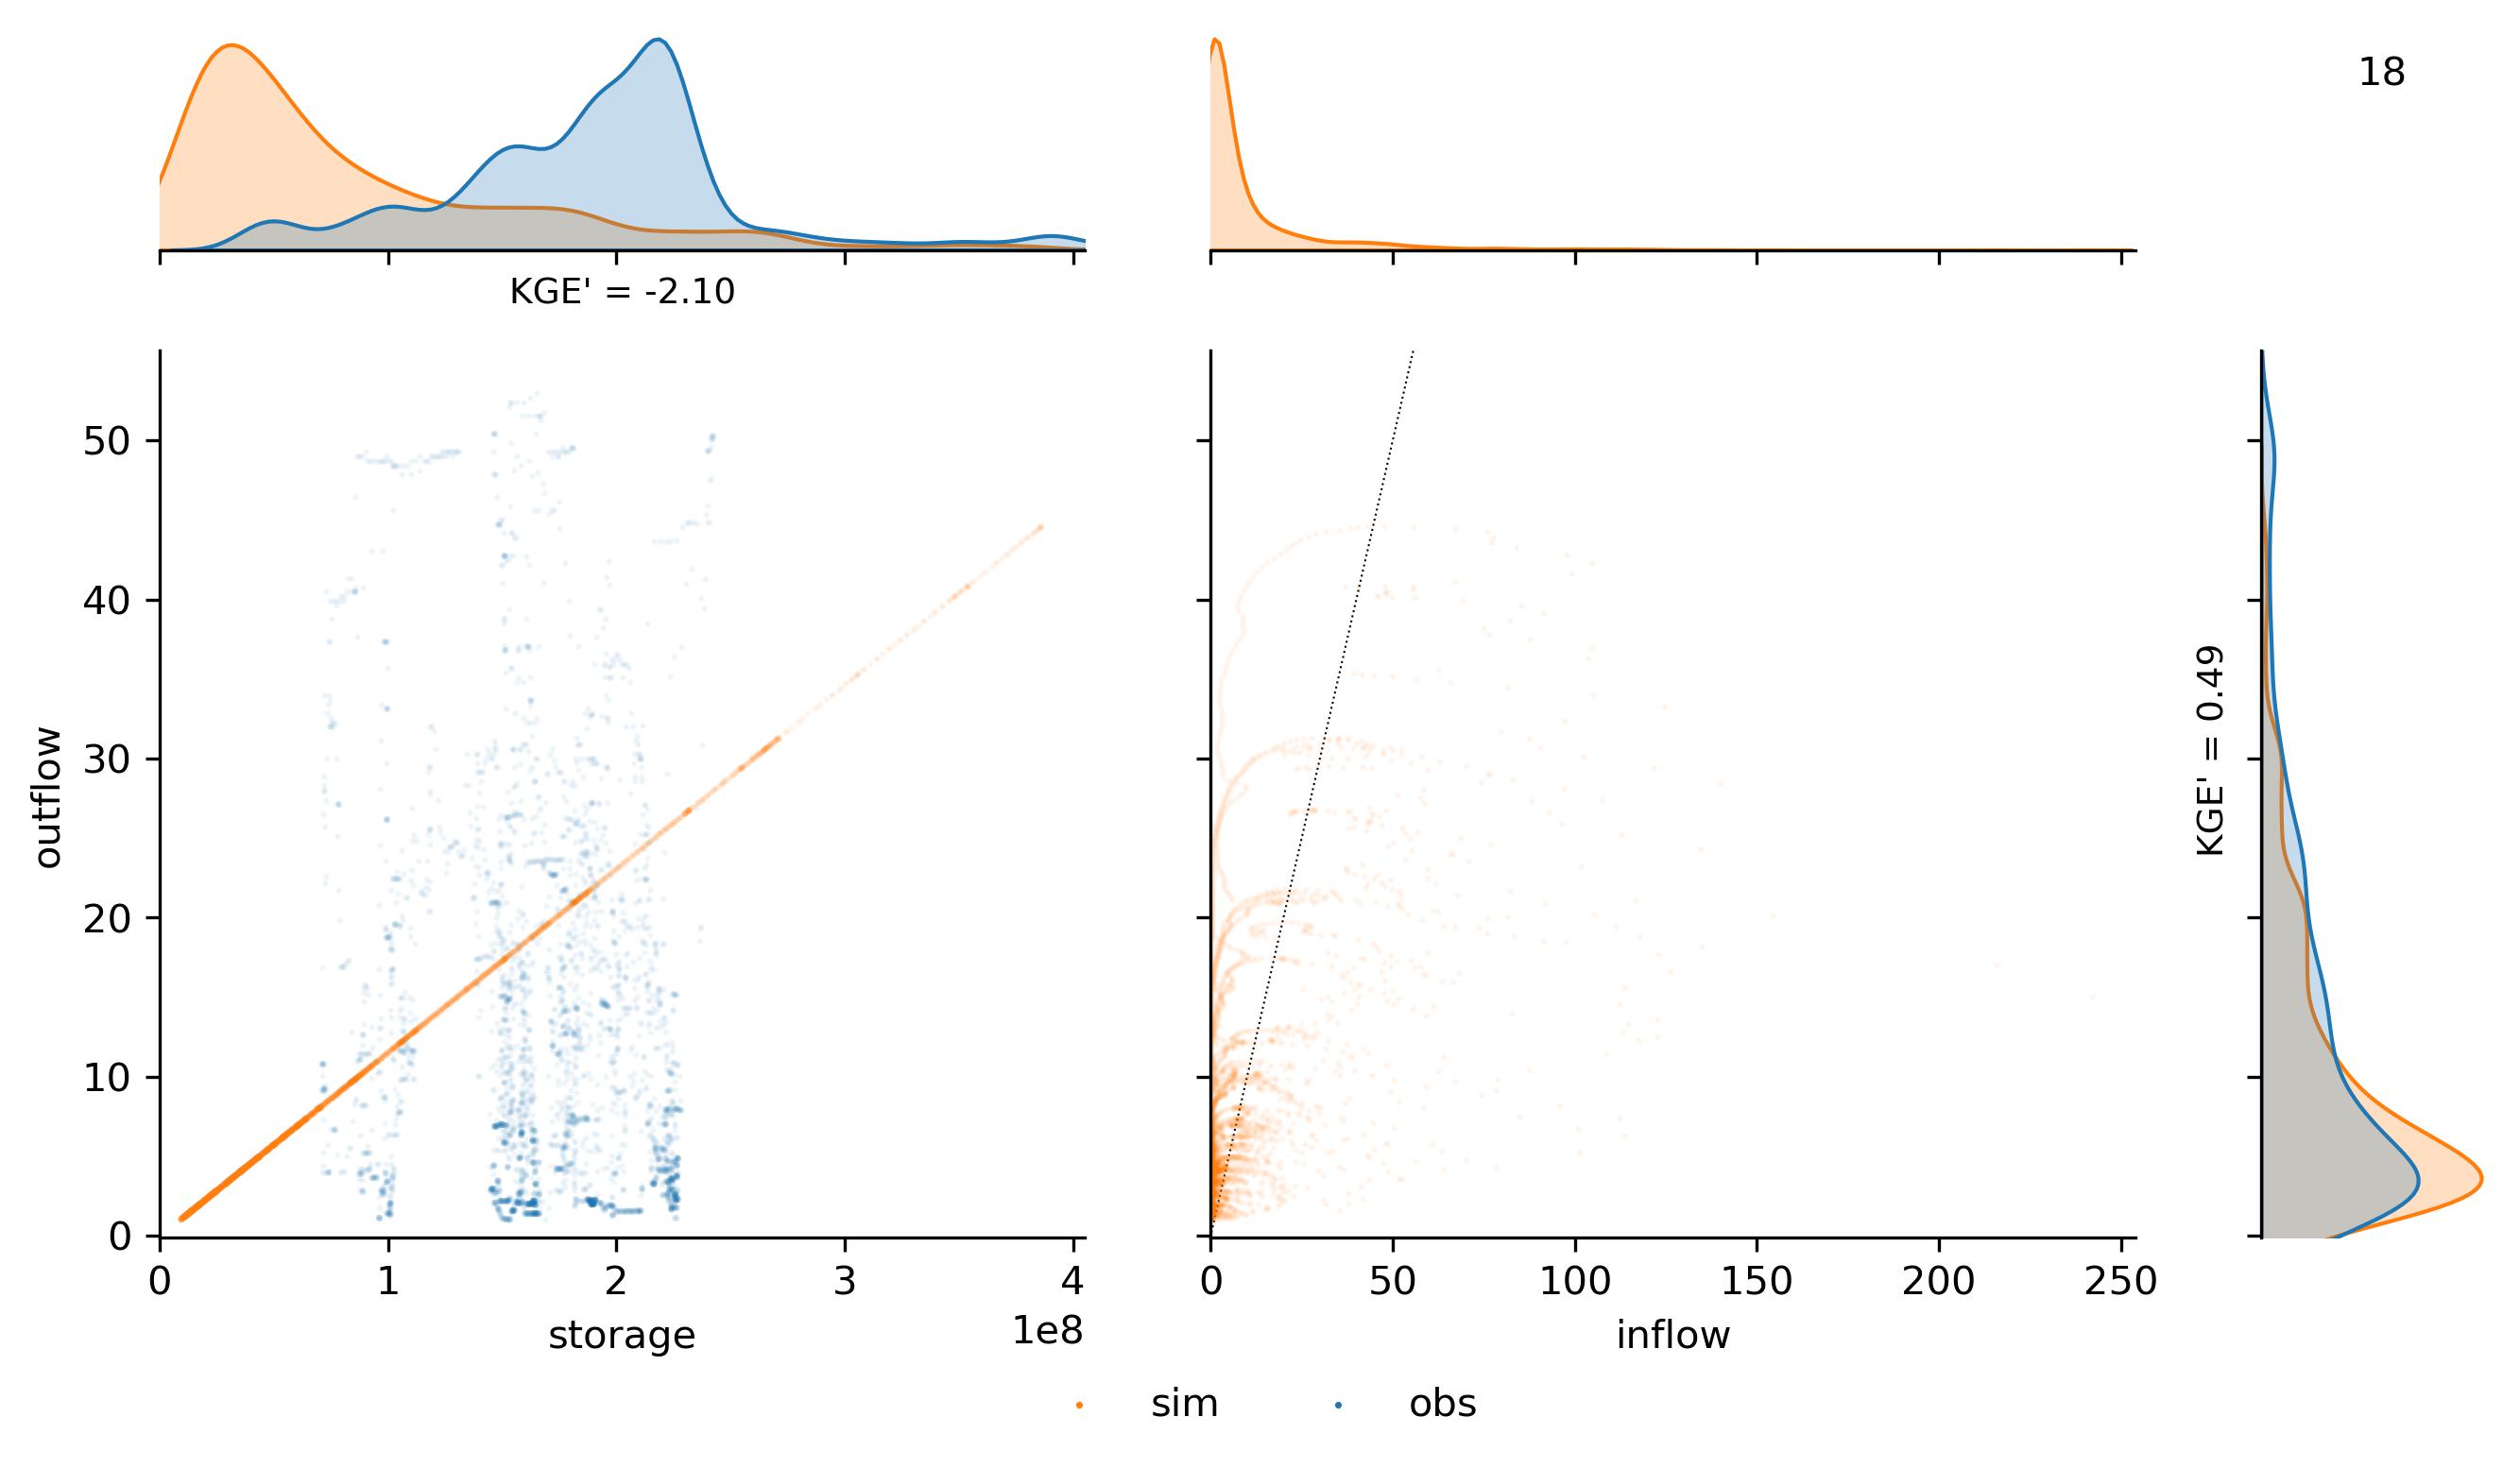 18
KGE' = -2.10
50
40
30
20
10
0
outflow
KGE' = 0.49
0 1 2 3 4
1e8
storage
0 50 100 150 200 250
inflow
sim obs